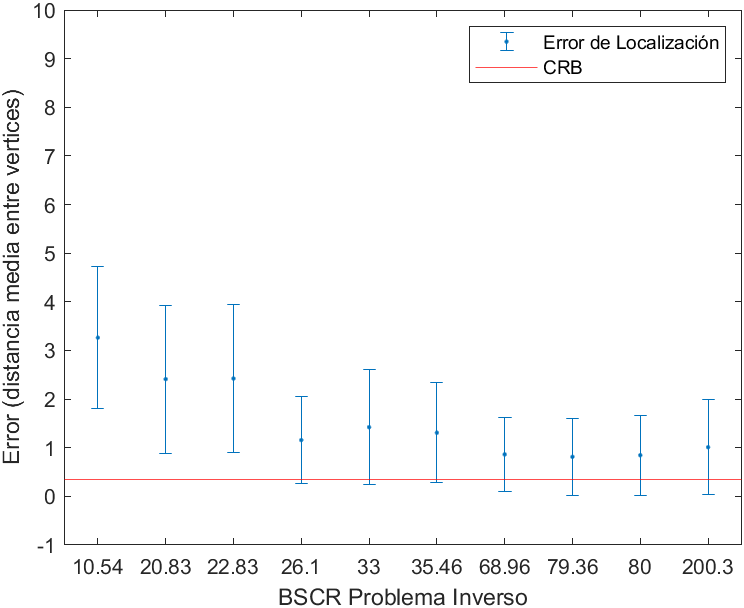 10
9
8
7
6
5
4
3
2
1
0
-1
Error (distancia media entre vertices)
Error de Localización
CRB
10.54 20.83 22.83 26.1 33 35.46 68.96 79.36 80 200.3
BSCR Problema Inverso